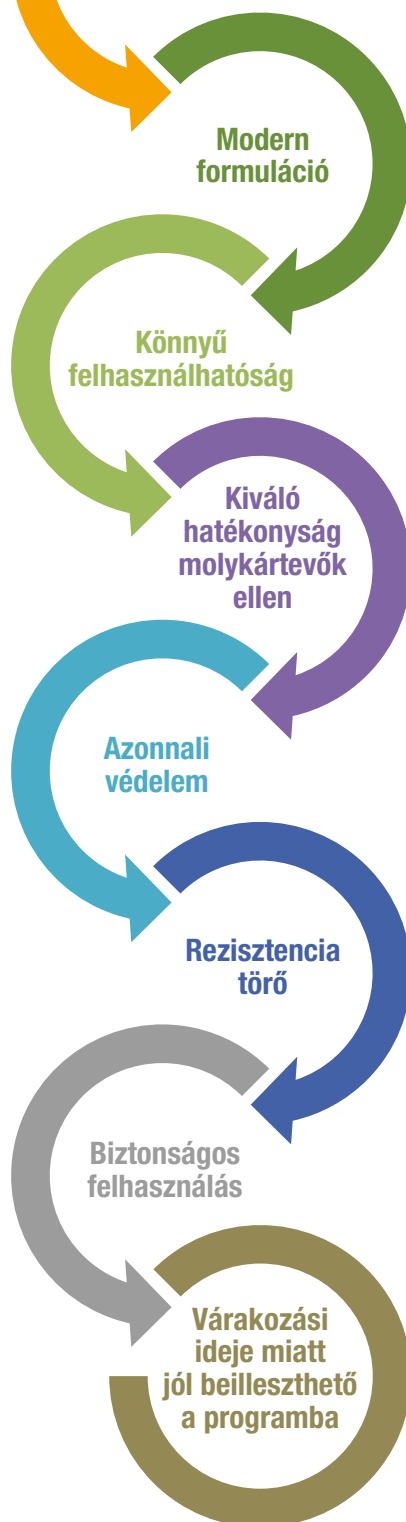 Modern
formuláció
Könnyű
felhasználhatóság
Kiváló
hatékonyság
molykártevők
ellen
Azonnali
védelem
Rezisztencia
törő
Biztonságos
felhasználás
Várakozási
ideje miatt
jól beilleszthető
a programba